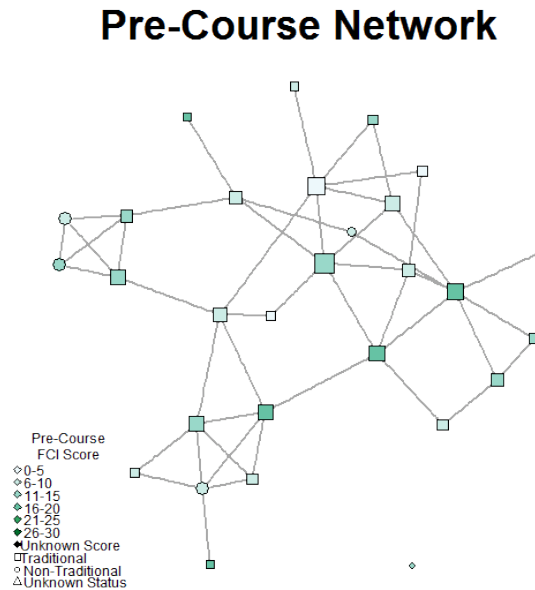 Pre-Course Network
Pre-Course
FCI Score
0-5
6-10
11-15
16-20
21-25
26-30
Unknown Score
Traditional
Non-Traditional
Unknown Status